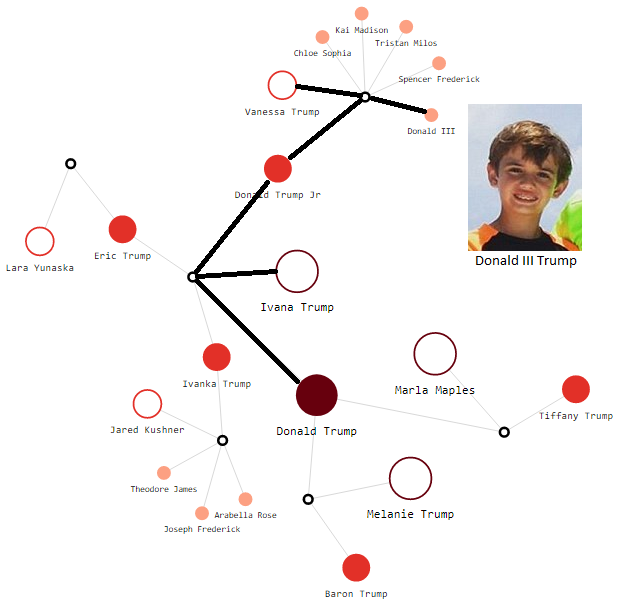 Kai Madison
Tristan Milos
Chloe Sophia
Spencer Frederick
Vanessa Trump
Donald III
Donald Trump Jr
Donald III Trump
Eric Trump
Lara Yunaska
Ivana Trump
Ivanka Trump
Marla Maples
Tiffany Trump
Jared Kushner
Donald Trump
Theodore James
Arabella Rose
Melanie Trump
Joseph Frederick
Baron Trump